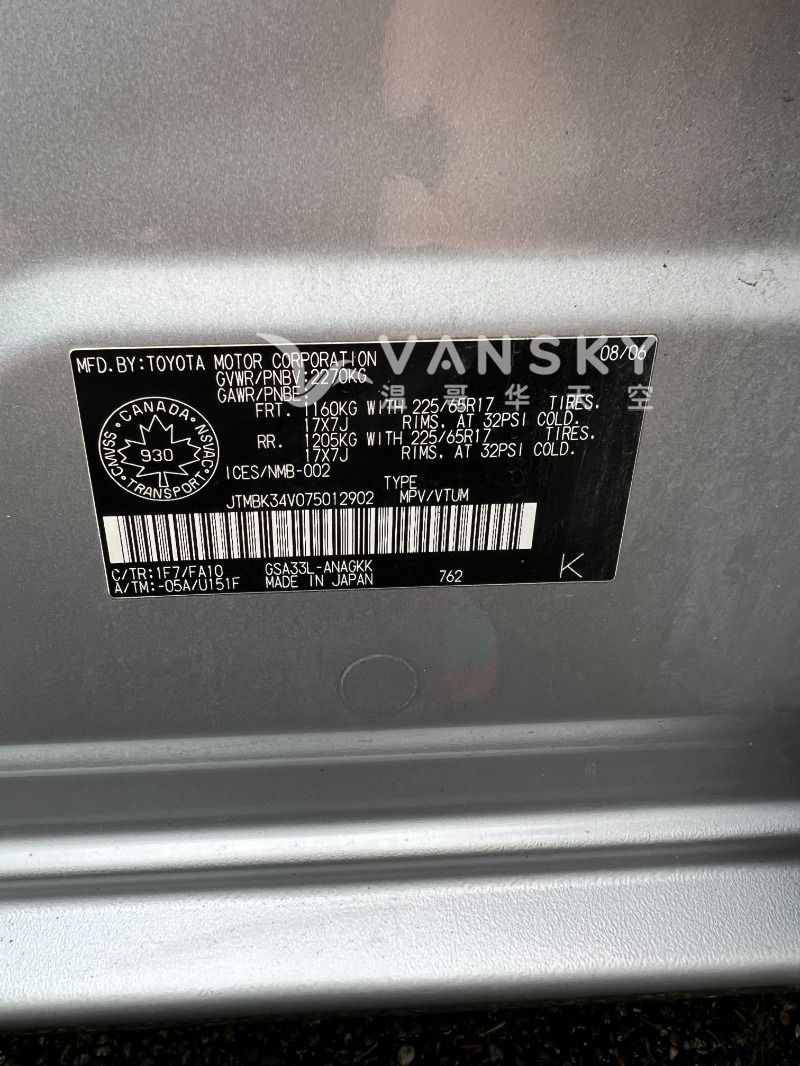 MFD.BY:TOYOTA MOTOR CORPORATION 08/06
GVWR/PNBV:2270KG
GAWR/PNBE
FRT. 1160KG WITH 225/65R17 TIRES.
17X7J RIMS, AT 32PSI COLD.
RR. 1205KG WITH 225/65R17 TIRES.
17X7J RIMS, AT 32PSI COLD.
ICES/NMB-002
CANADA
CMVSS NSVAC
930
TRANSPORT
TYPE
JTMBK34V075012902 MPV/VTUM
C/TR:1F7/FA10 GSA33L-ANAGKK
A/TM:-05A/U151F MADE IN JAPAN 762 K
VANSKY
温哥华天空